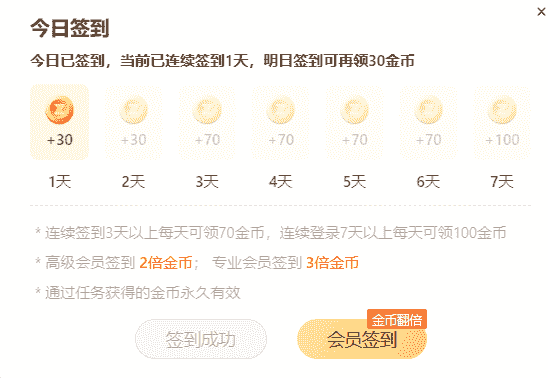 ×
今日签到
今日已签到，当前已连续签到1天，明日签到可再领30金币
+30 +30 +70 +70 +70 +70 +100
1天 2天 3天 4天 5天 6天 7天
* 连续签到3天以上每天可领70金币，连续登录7天以上每天可领100金币
* 高级会员签到 2倍金币； 专业会员签到 3倍金币
* 通过任务获得的金币永久有效
金币翻倍
签到成功 会员签到